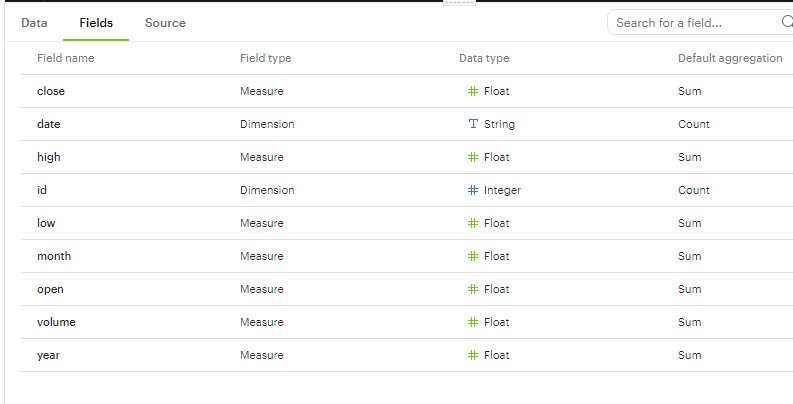 Data Fields Source Search for a field...
Field name Field type Data type Default aggregation
close Measure Float Sum
date Dimension String Count
high Measure Float Sum
id Dimension Integer Count
low Measure Float Sum
month Measure Float Sum
open Measure Float Sum
volume Measure Float Sum
year Measure Float Sum